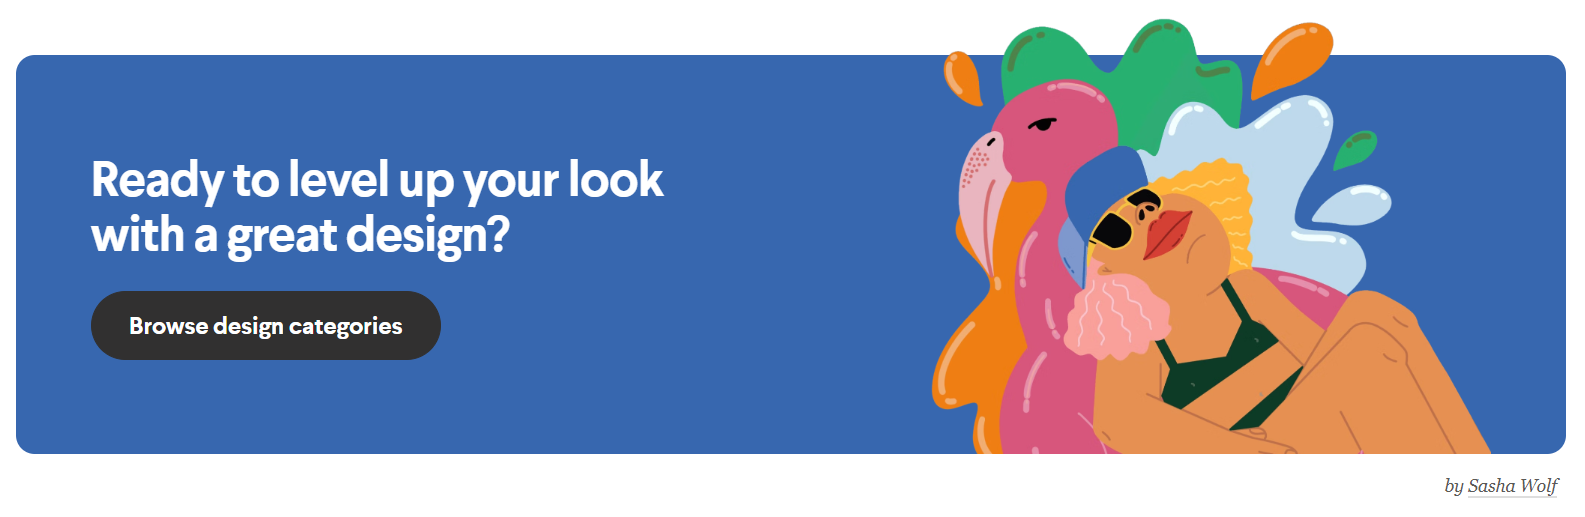 Ready to level up your look
with a great design?
Browse design categories
by Sasha Wolf